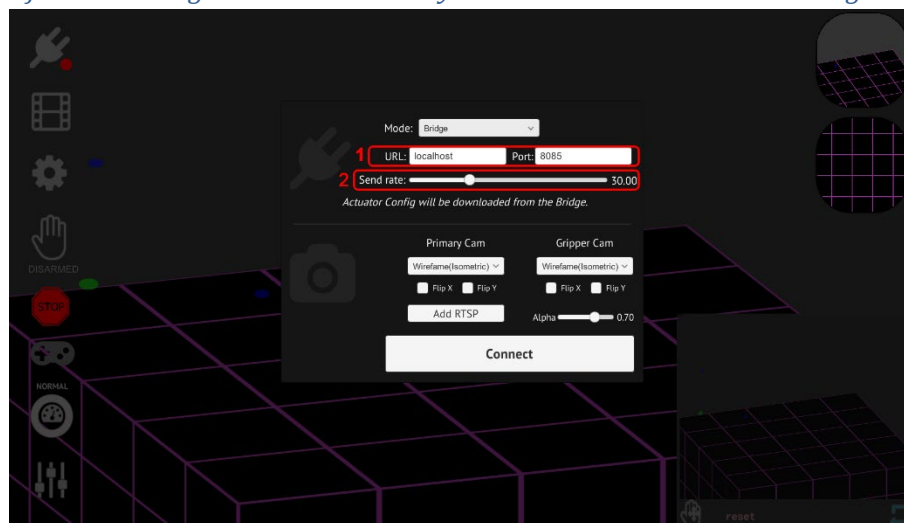 Mode: Bridge
1 URL: localhost Port: 8085
2 Send rate: 30.00
Actuator Config will be downloaded from the Bridge.
Primary Cam Gripper Cam
Wirefame(Isometric) Wirefame(Isometric)
Flip X Flip Y Flip X Flip Y
Add RTSP Alpha 0.70
Connect
DISARMED
STOP
NORMAL
reset